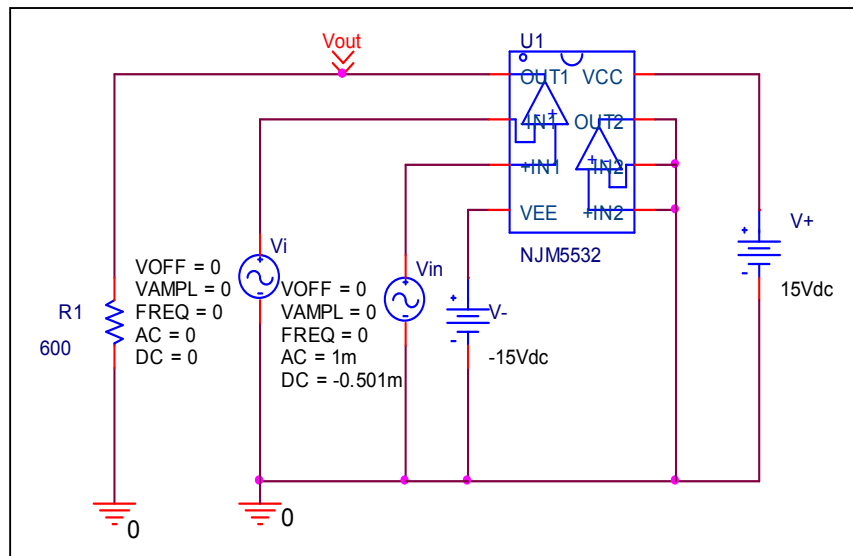 Vout
U1
OUT1
VCC
-IN1
OUT2
+IN1
-IN2
VEE
+IN2
NJM5532
+
+
Vi
+
-
VOFF = 0
VAMPL = 0
FREQ = 0
AC = 0
DC = 0
Vin
+
-
VOFF = 0
VAMPL = 0
FREQ = 0
AC = 1m
DC = -0.501m
V-
+
-
-15Vdc
V+
+
-
15Vdc
R1
600
0
0